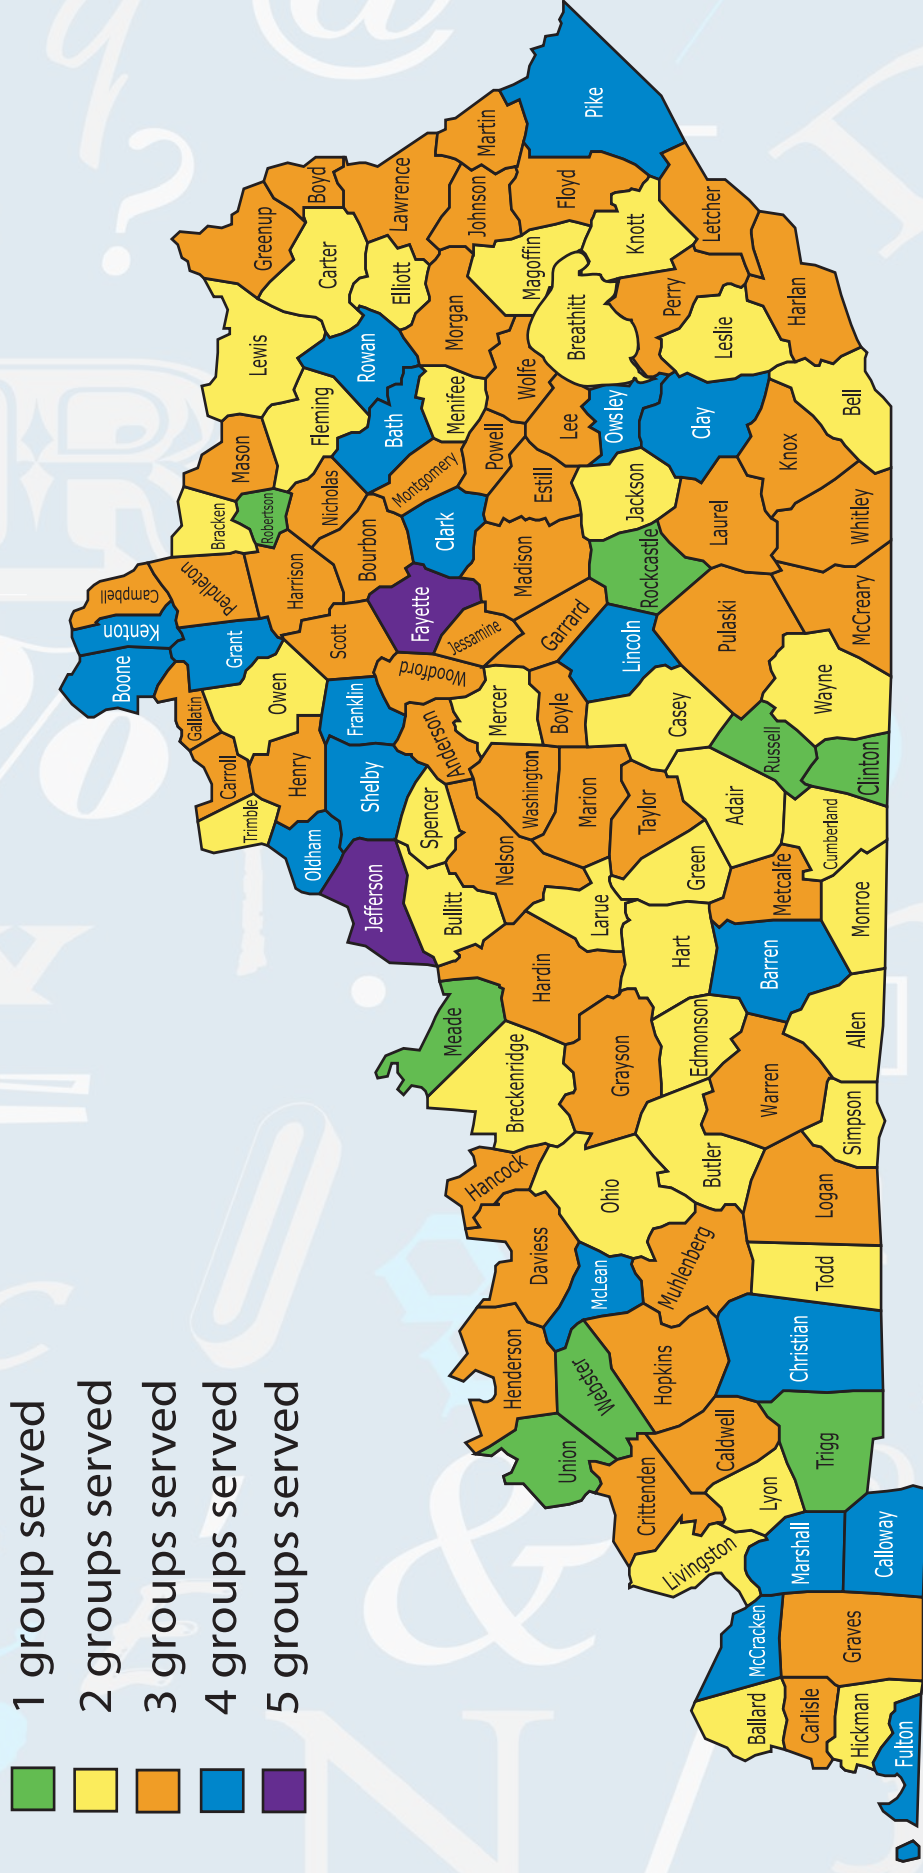 1 group served
2 groups served
3 groups served
4 groups served
5 groups served
Boone
Kenton
Campbell
Gallatin
Grant
Pendleton
Bracken
Mason
Lewis
Greenup
Boyd
Carroll
Trimble
Owen
Henry
Harrison
Robertson
Nicholas
Fleming
Rowan
Carter
Elliott
Lawrence
Oldham
Jefferson
Shelby
Franklin
Scott
Bourbon
Bath
Menifee
Morgan
Johnson
Martin
Meade
Bullitt
Spencer
Anderson
Woodford
Fayette
Jessamine
Clark
Montgomery
Powell
Wolfe
Magoffin
Floyd
Pike
Hancock
Breckenridge
Hardin
Nelson
Washington
Mercer
Boyle
Garrard
Madison
Estill
Lee
Breathitt
Knott
Henderson
Daviess
Ohio
Grayson
Larue
Marion
Lincoln
Rockcastle
Jackson
Owsley
Perry
Letcher
Union
Webster
McLean
Muhlenberg
Butler
Edmonson
Hart
Green
Taylor
Casey
Pulaski
Laurel
Clay
Leslie
Harlan
Crittenden
Hopkins
Caldwell
Christian
Todd
Logan
Warren
Barren
Metcalfe
Adair
Russell
Wayne
McCreary
Whitley
Knox
Bell
Livingston
Lyon
Trigg
Simpson
Allen
Monroe
Cumberland
Clinton
Ballard
McCracken
Marshall
Calloway
Graves
Carlisle
Hickman
Fulton